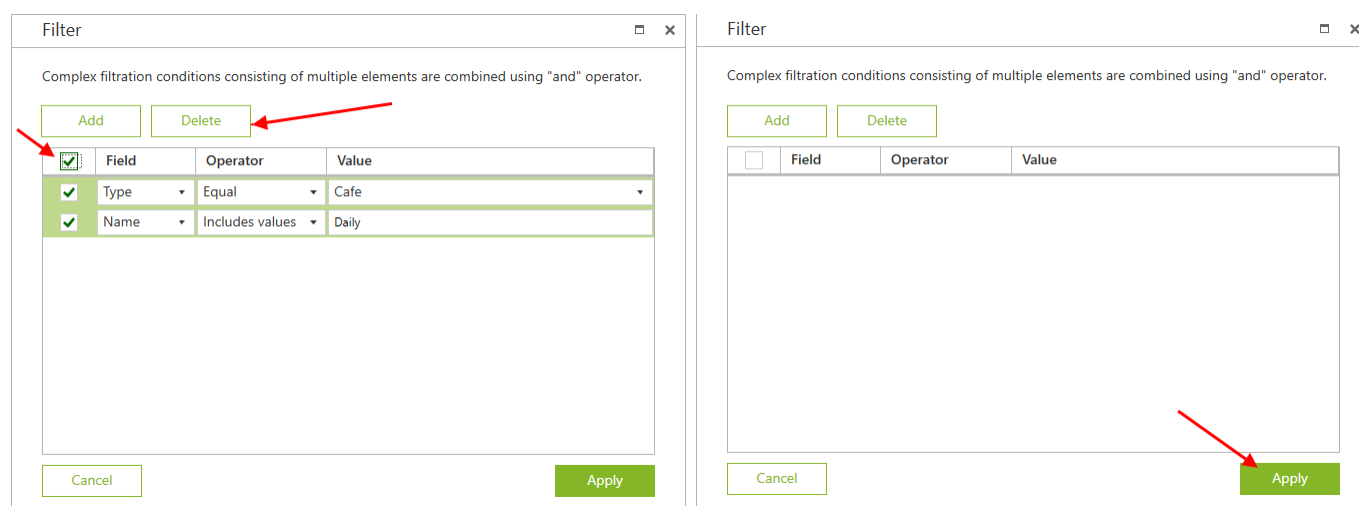 Filter
Complex filtration conditions consisting of multiple elements are combined using "and" operator.
Add Delete
Field Operator Value
Type Equal Cafe
Name Includes values Daily
Cancel Apply
Filter
Complex filtration conditions consisting of multiple elements are combined using "and" operator.
Add Delete
Field Operator Value
Cancel Apply